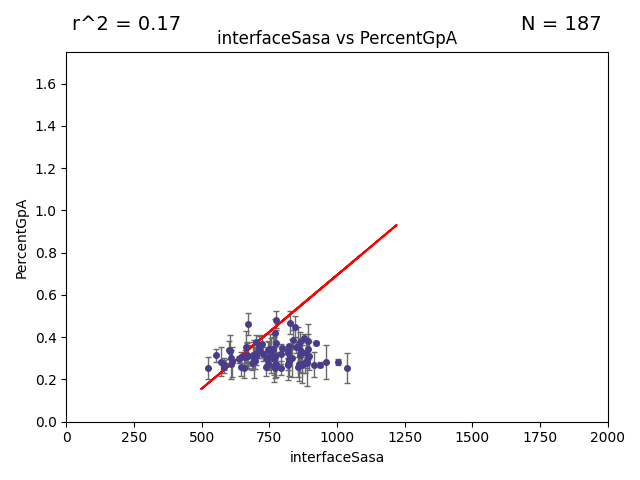 r^2 = 0.17
N = 187
interfaceSasa vs PercentGpA
PercentGpA
1.6
1.4
1.2
1.0
0.8
0.6
0.4
0.2
0.0
0 250 500 750 1000 1250 1500 1750 2000
interfaceSasa